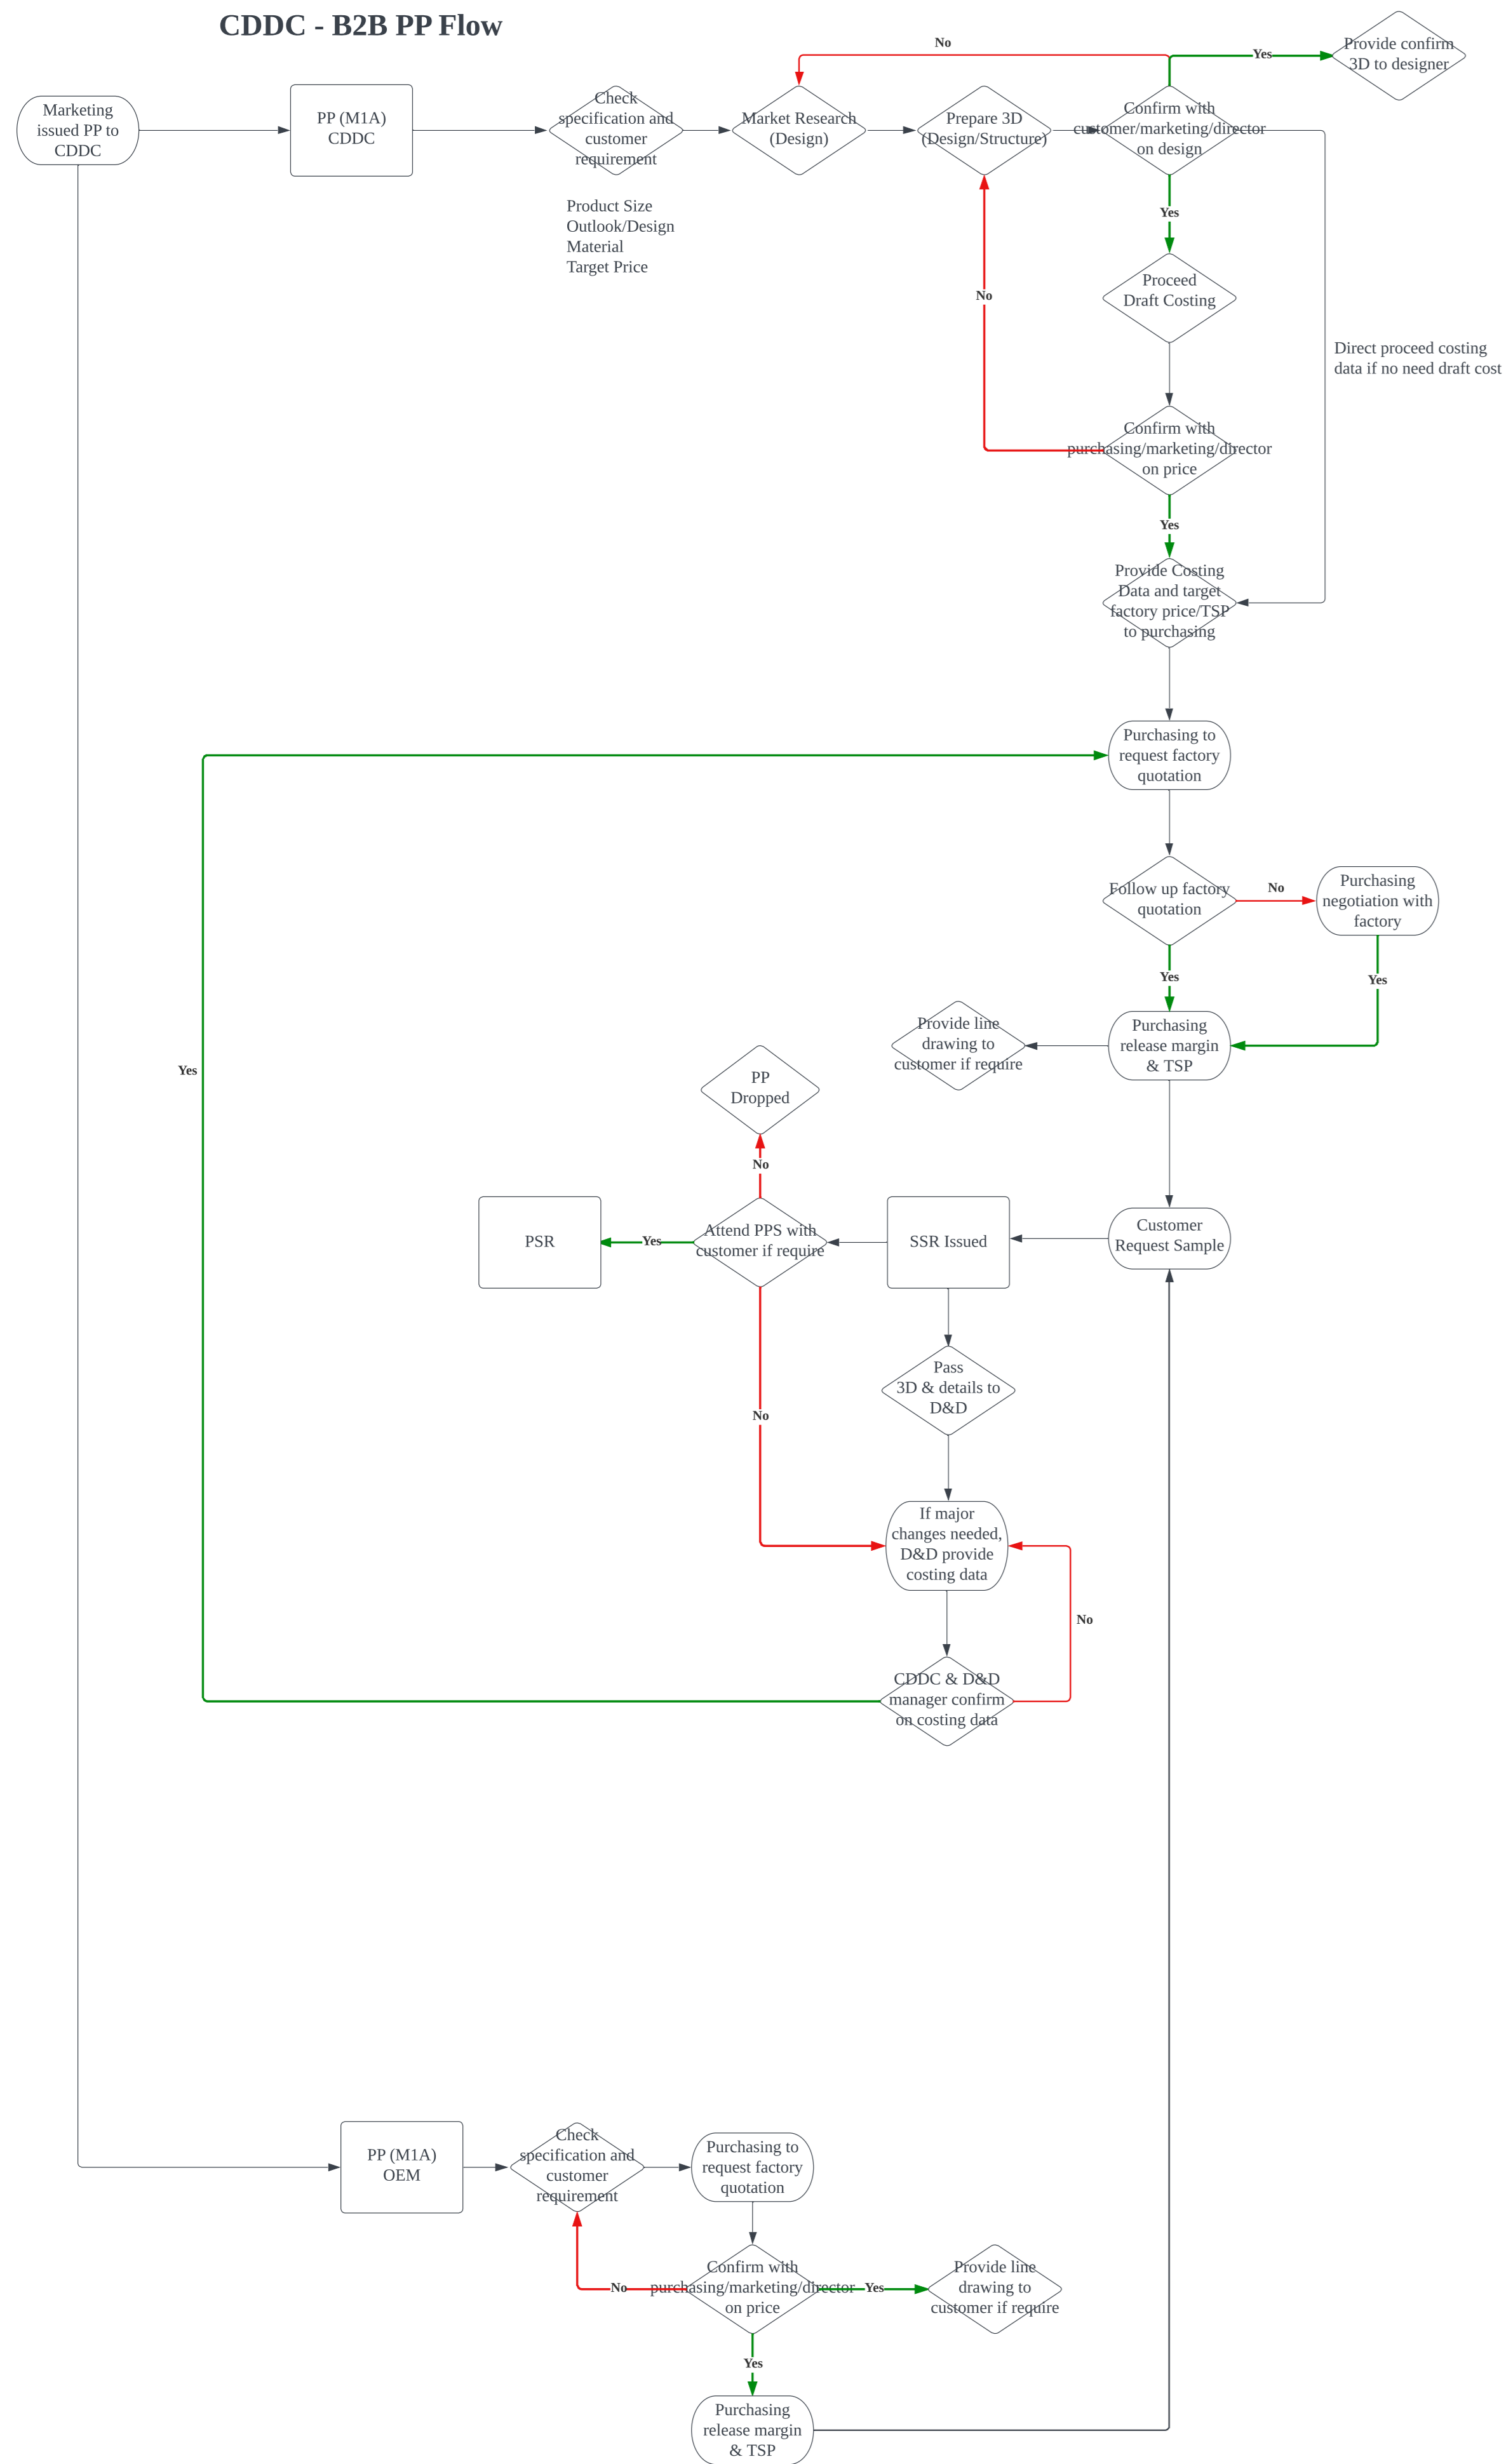 CDDC - B2B PP Flow
No
Yes
Provide confirm
3D to designer
Marketing
issued PP to
CDDC
PP (M1A)
CDDC
Check
specification and
customer
requirement
Market Research
(Design)
Prepare 3D
(Design/Structure)
Confirm with
customer/marketing/director
on design
Product Size
Outlook/Design
Material
Target Price
Yes
No
Proceed
Draft Costing
Direct proceed costing
data if no need draft cost
Confirm with
purchasing/marketing/director
on price
Yes
Provide Costing
Data and target
factory price/TSP
to purchasing
Purchasing to
request factory
quotation
Follow up factory
quotation
No
Purchasing
negotiation with
factory
Yes
Yes
Provide line
drawing to
customer if require
Purchasing
release margin
& TSP
Yes
PP
Dropped
No
PSR
Yes
Attend PPS with
customer if require
SSR Issued
Customer
Request Sample
Pass
3D & details to
D&D
No
If major
changes needed,
D&D provide
costing data
No
CDDC & D&D
manager confirm
on costing data
PP (M1A)
OEM
Check
specification and
customer
requirement
Purchasing to
request factory
quotation
No
Confirm with
purchasing/marketing/director
on price
Yes
Provide line
drawing to
customer if require
Yes
Purchasing
release margin
& TSP